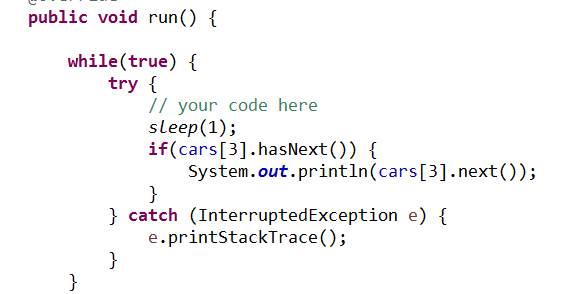 public void run() {
while(true) {
try {
// your code here
sleep(1);
if(cars[3].hasNext()) {
System.out.println(cars[3].next());
}
} catch (InterruptedException e) {
e.printStackTrace();
}
}